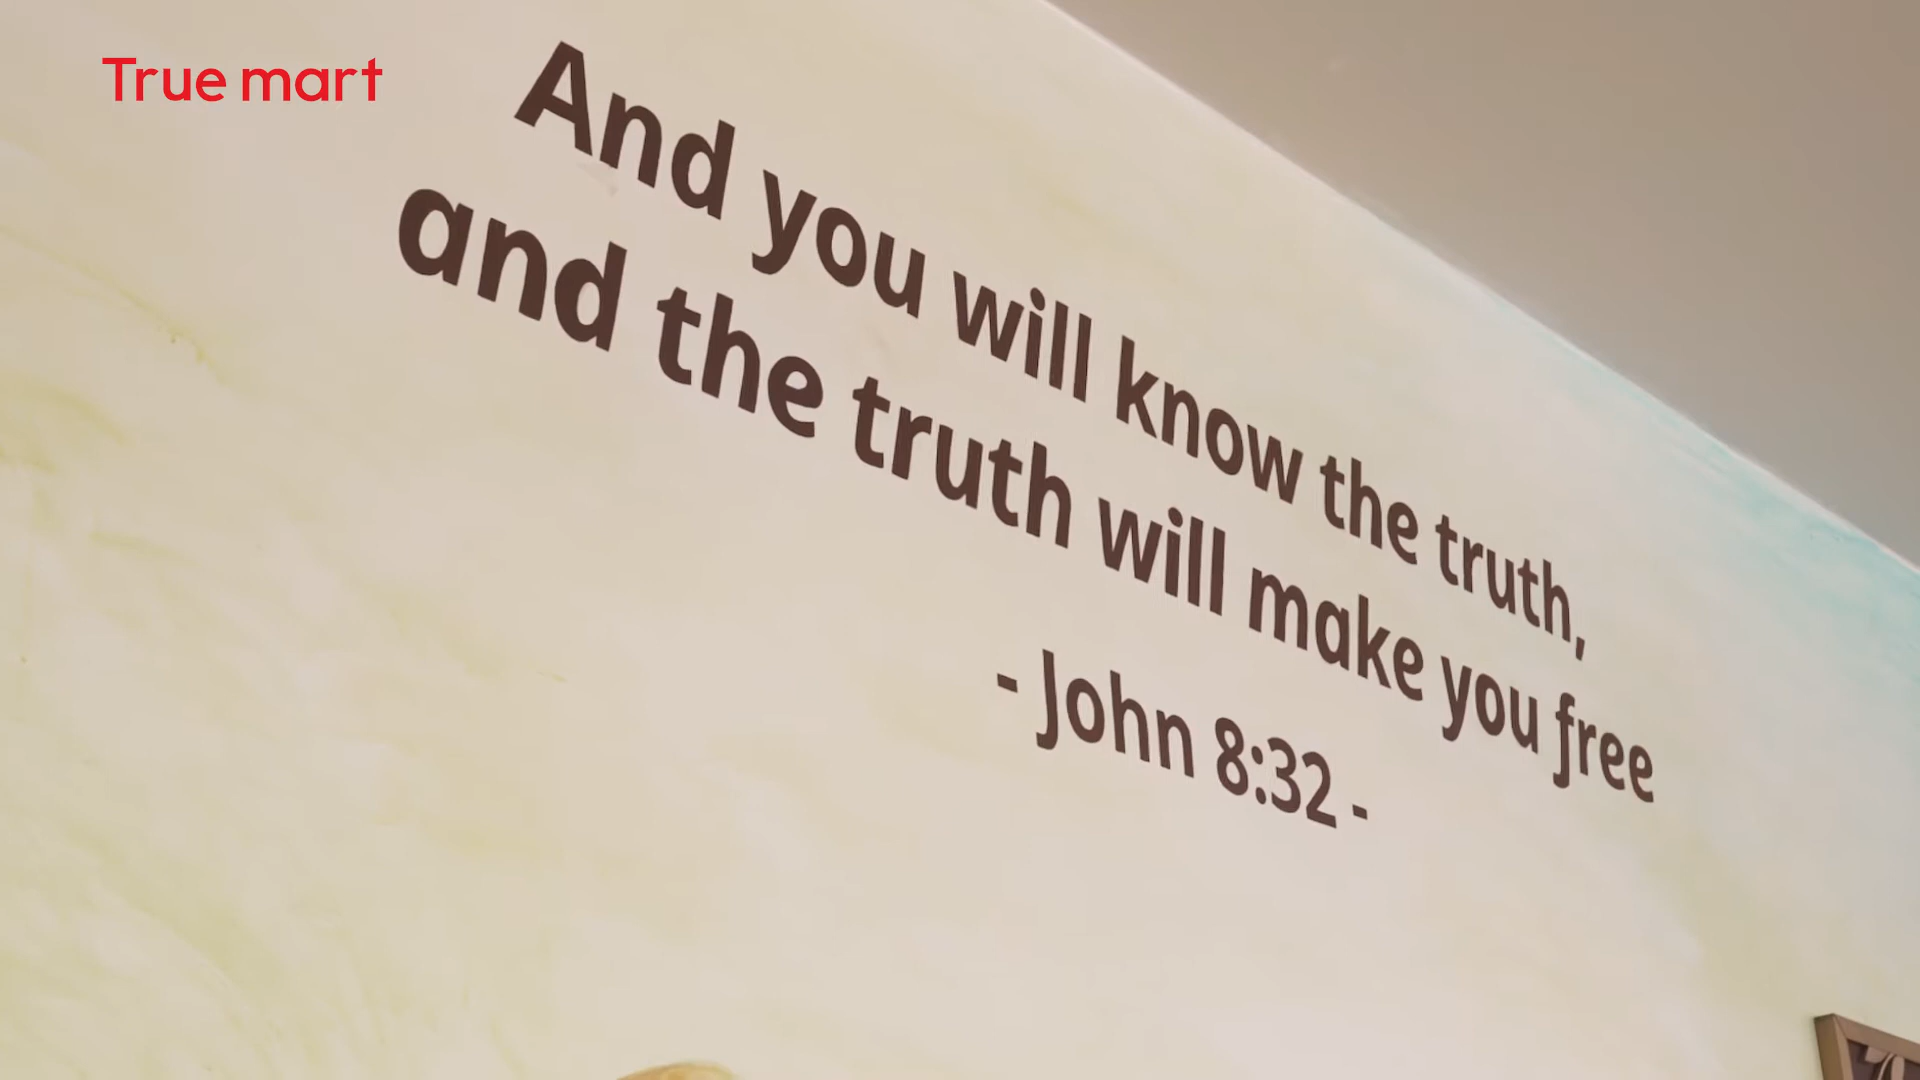 True mart
And you will know the truth,
and the truth will make you free
- John 8:32 -